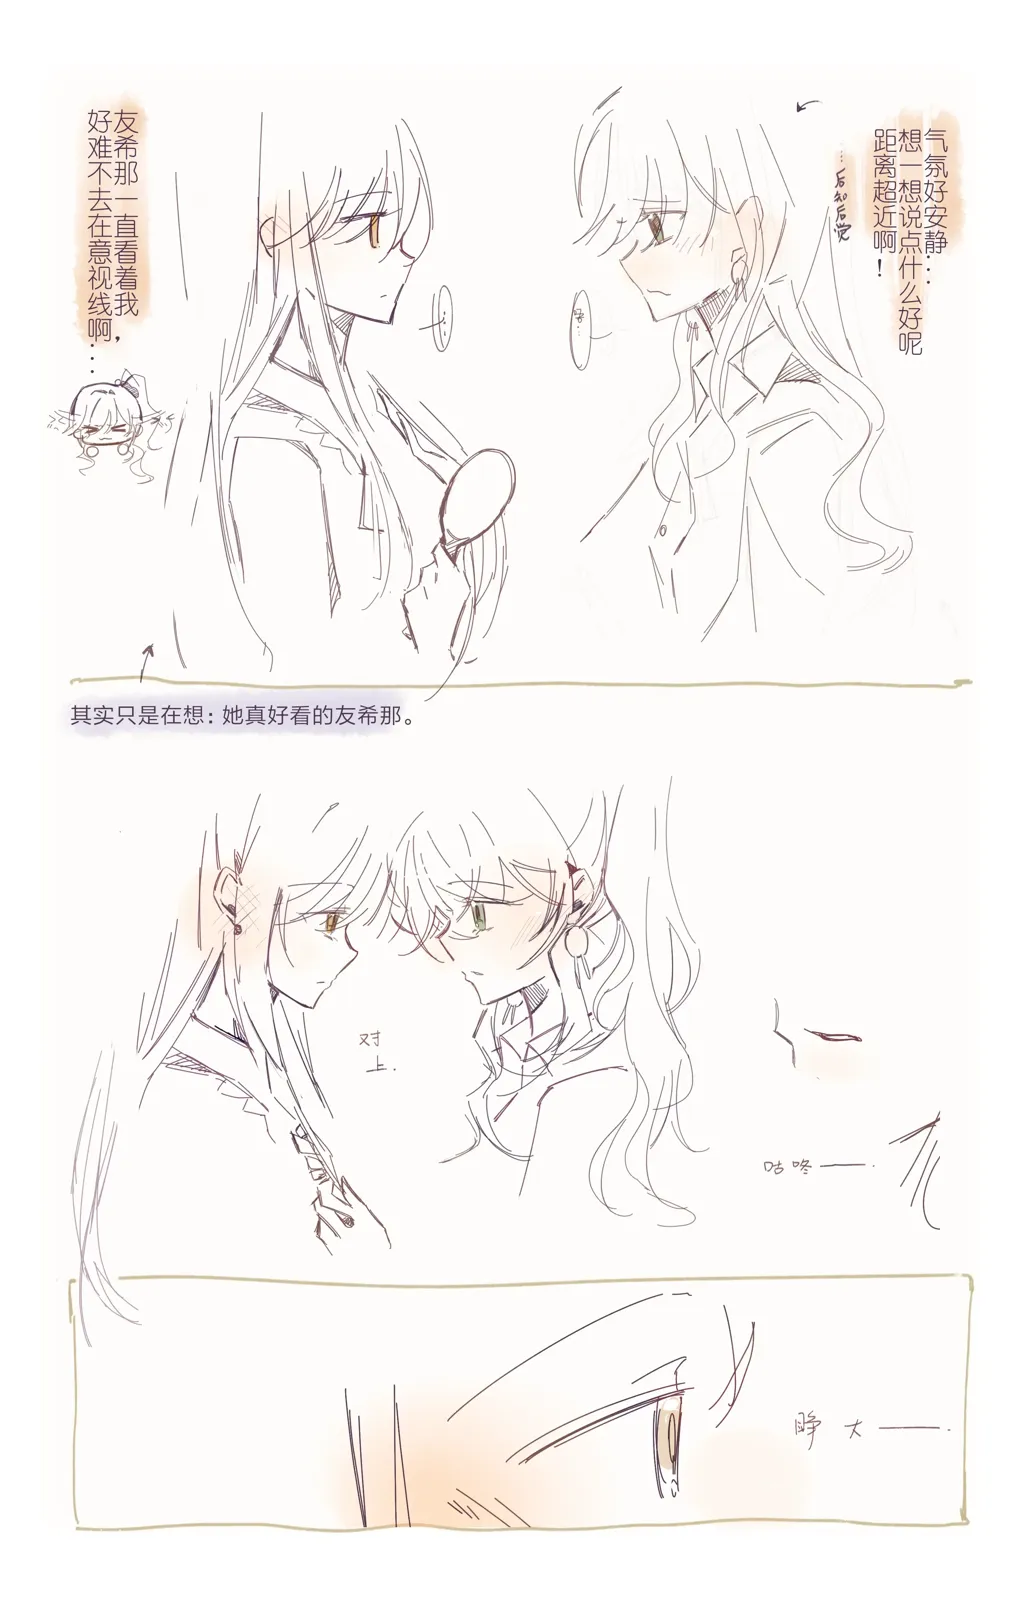 气氛好安静...
想一想说点什么好呢
距离超近啊！
...后知后觉
友希那一直看着我，
好难不去在意视线啊....
其实只是在想：她真好看的友希那。
对
上.
咕咚——.
睁大——.